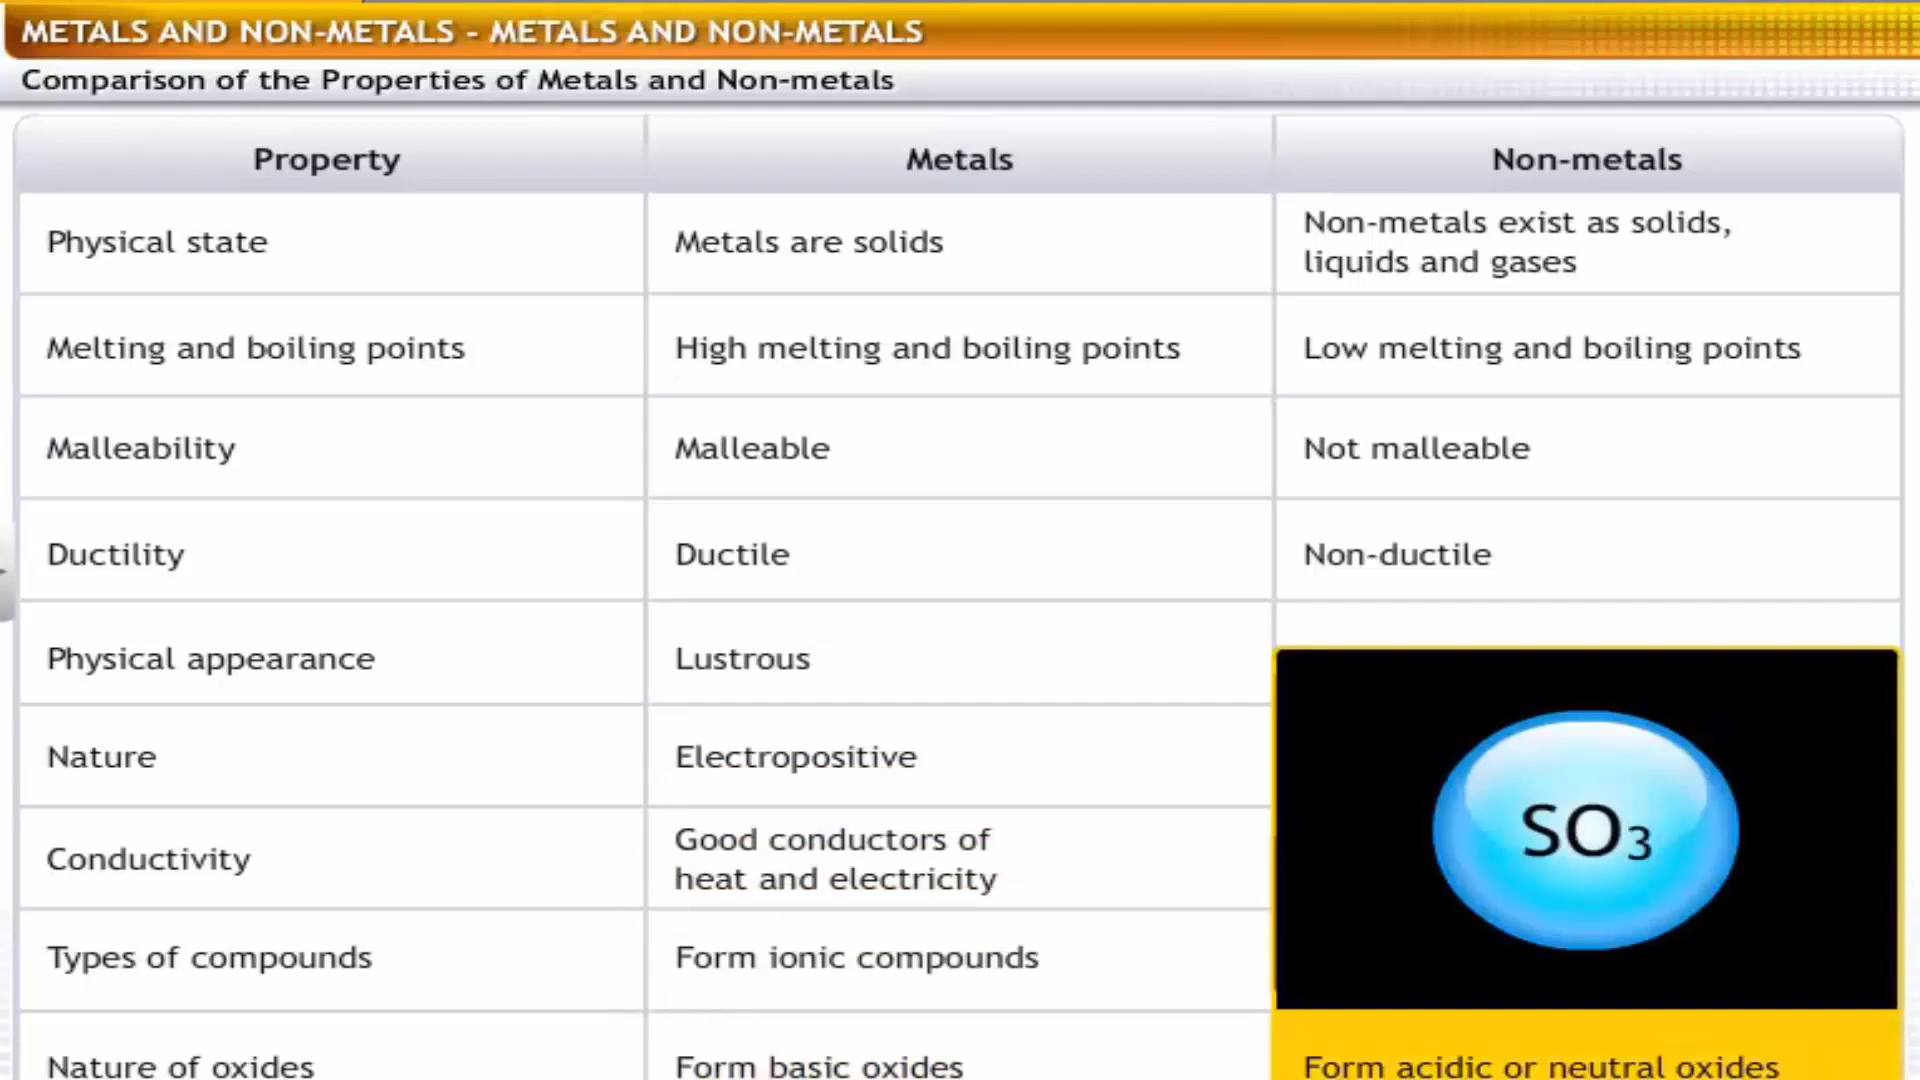 METALS AND NON-METALS - METALS AND NON-METALS
Comparison of the Properties of Metals and Non-metals
Property Metals Non-metals
Physical state Metals are solids Non-metals exist as solids,
liquids and gases
Melting and boiling points High melting and boiling points Low melting and boiling points
Malleability Malleable Not malleable
Ductility Ductile Non-ductile
Physical appearance Lustrous
Nature Electropositive
SO₃
Conductivity Good conductors of
heat and electricity
Types of compounds Form ionic compounds
Nature of oxides Form basic oxides Form acidic or neutral oxides